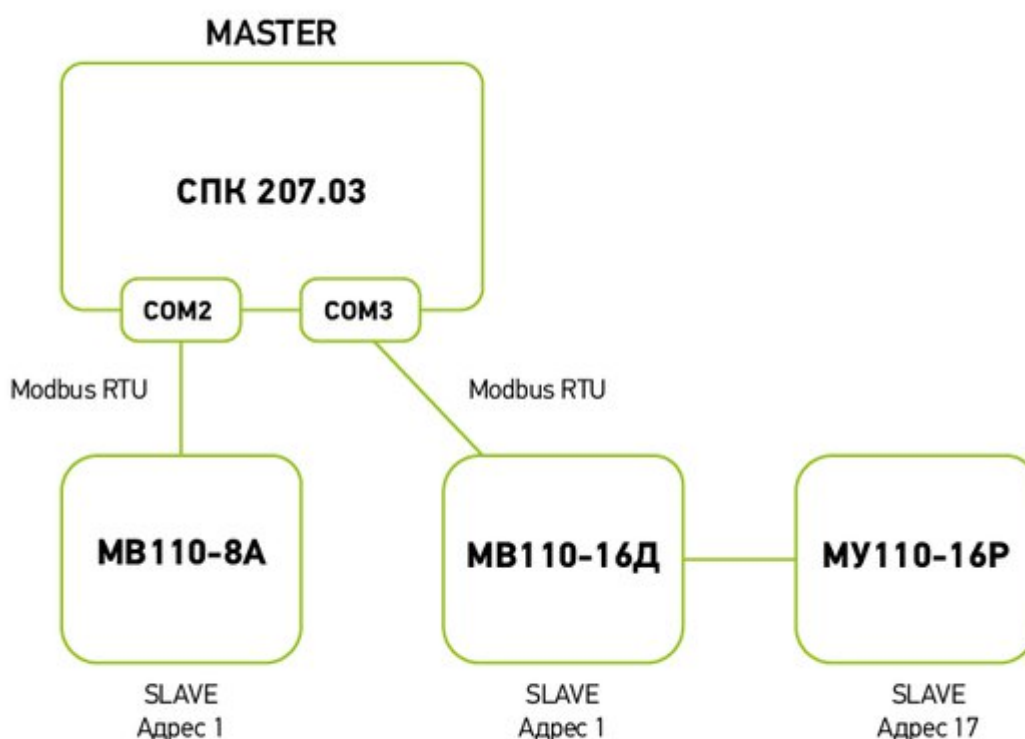 MASTER
СПК 207.03
COM2
COM3
Modbus RTU
Modbus RTU
МВ110-8А
МВ110-16Д
МУ110-16Р
SLAVE
Адрес 1
SLAVE
Адрес 1
SLAVE
Адрес 17